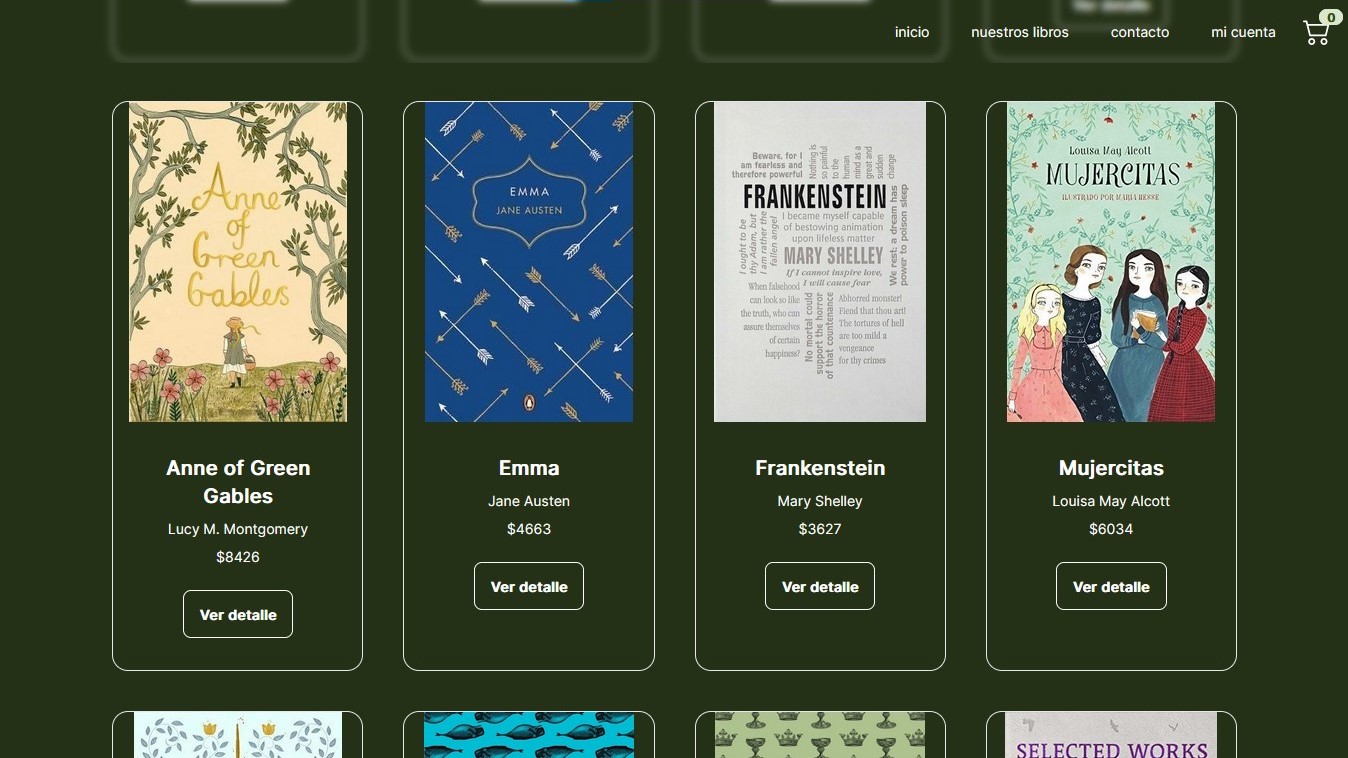 Ver detalle
inicio
nuestros libros
contacto
mi cuenta
0
Anne
of
Green
Gables
EMMA
JANE AUSTEN
Beware, for I
am fearless and
therefore powerful
Nothing is
so painful
to the
human
mind as a
great and
sudden
change
FRANKENSTEIN
I ought to be
thy Adam, but
I am rather the
fallen angel
I became myself capable
of bestowing animation
upon lifeless matter
MARY SHELLEY
If I cannot inspire love,
I will cause fear
We rest; a dream has
power to poison sleep
When falsehood
can look so like
the truth, who can
assure themselves
of certain
happiness?
No mortal could
support the horror
of that countenance
Abhorred monster!
Fiend that thou art!
The tortures of hell
are too mild a
vengeance
for thy crimes
Louisa May Alcott
MUJERCITAS
ILUSTRADO POR MARÍA HESSE
Anne of Green
Gables
Lucy M. Montgomery
$8426
Ver detalle
Emma
Jane Austen
$4663
Ver detalle
Frankenstein
Mary Shelley
$3627
Ver detalle
Mujercitas
Louisa May Alcott
$6034
Ver detalle
SELECTED WORKS